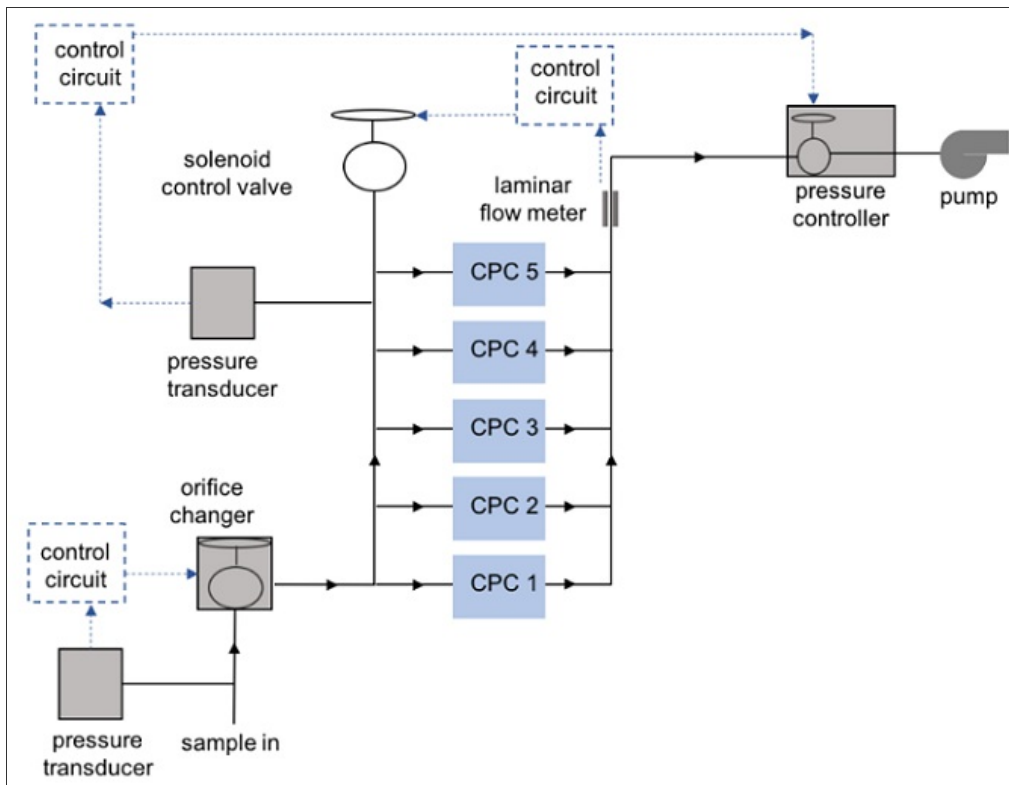 control
circuit
control
circuit
solenoid
control valve
laminar
flow meter
pressure
controller
pump
CPC 5
pressure
transducer
CPC 4
CPC 3
orifice
changer
CPC 2
control
circuit
CPC 1
pressure
transducer
sample in